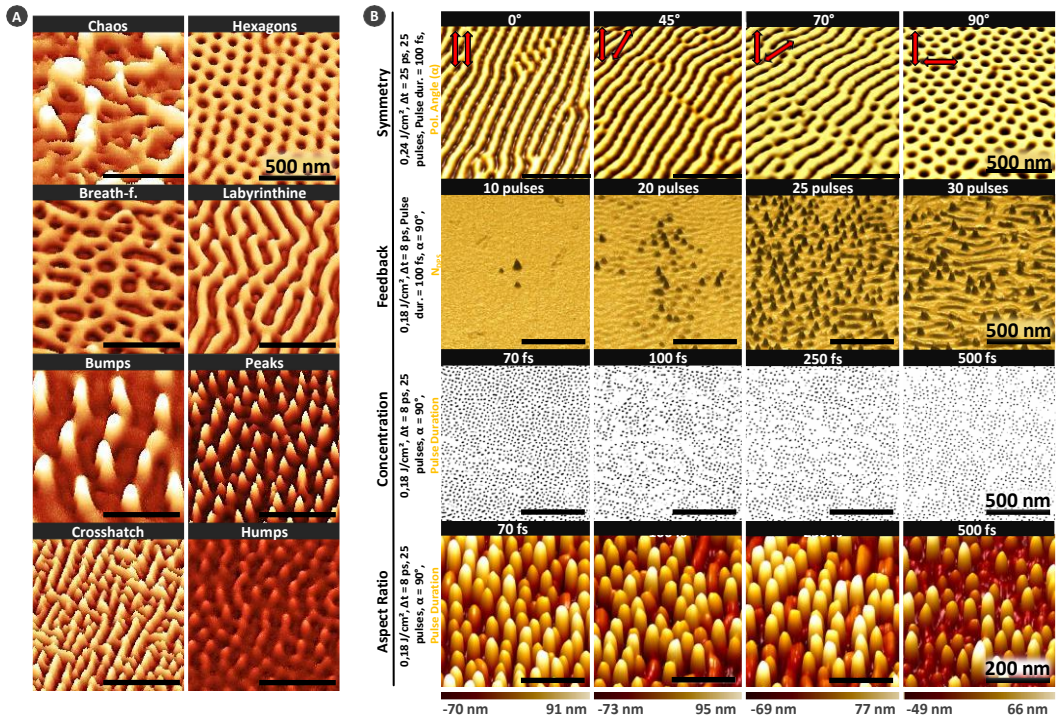 A
Chaos
Hexagons
500 nm
Breath-f.
Labyrinthine
Bumps
Peaks
Crosshatch
Humps
B
Symmetry
0,24 J/cm², Δt = 25 ps, 25
pulses, Pulse dur. = 100 fs,
Pol. Angle (α)
0°
45°
70°
90°
500 nm
Feedback
0,18 J/cm², Δt = 8 ps, Pulse
dur. = 100 fs, α = 90°,
10 pulses
20 pulses
25 pulses
30 pulses
500 nm
Concentration
0,18 J/cm², Δt = 8 ps, 25
pulses, α = 90°,
Pulse Duration
70 fs
100 fs
250 fs
500 fs
500 nm
Aspect Ratio
0,18 J/cm², Δt = 8 ps, 25
pulses, α = 90°,
Pulse Duration
70 fs
500 fs
200 nm
-70 nm 91 nm
-73 nm 95 nm
-69 nm 77 nm
-49 nm 66 nm